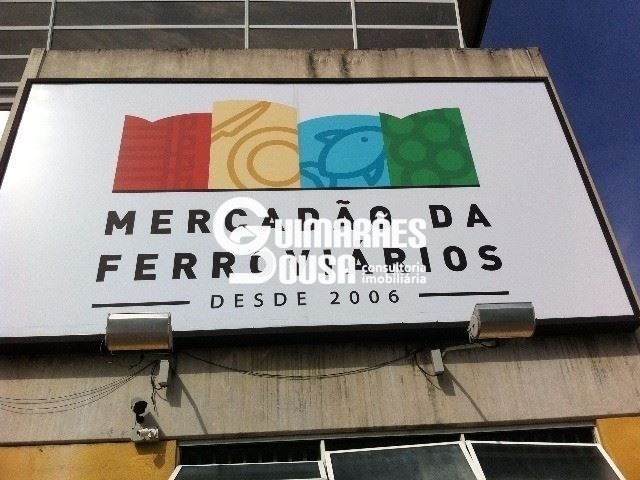 MERCADÃO DA
FERROVIÁRIOS
DESDE 2006
GUIMARÃES
SOUSA
consultoria
imobiliária